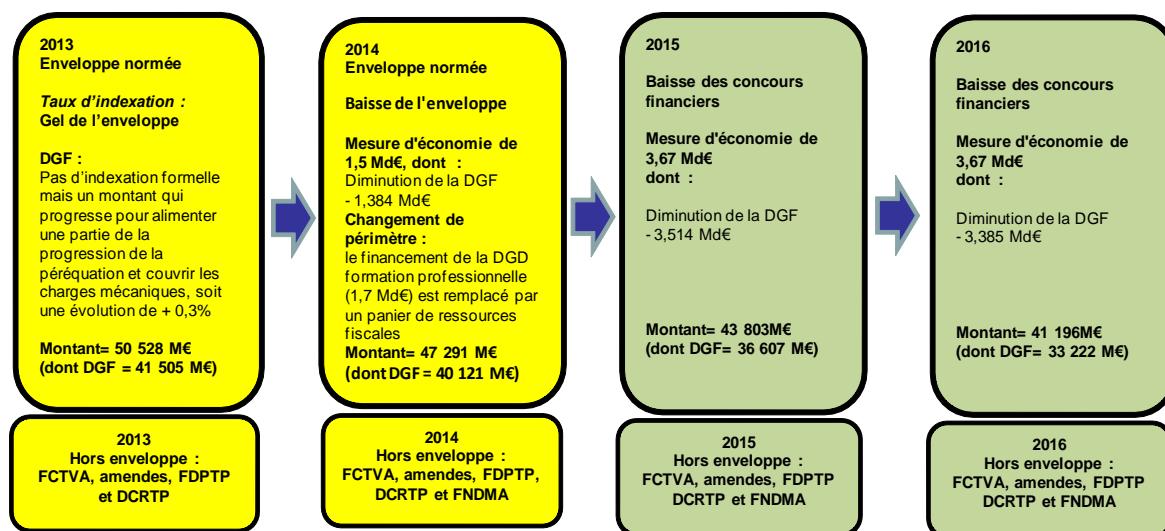 2013
Enveloppe normée
Taux d'indexation :
Gel de l'enveloppe
DGF :
Pas d'indexation formelle
mais un montant qui
progresse pour alimenter
une partie de la
progression de la
péréquation et couvrir les
charges mécaniques, soit
une évolution de + 0,3%
Montant= 50 528 M€
(dont DGF = 41 505 M€)
2013
Hors enveloppe :
FCTVA, amendes, FDPTP
et DCRTP
2014
Enveloppe normée
Baisse de l'enveloppe
Mesure d'économie de
1,5 Md€, dont :
Diminution de la DGF
- 1,384 Md€
Changement de
périmètre :
le financement de la DGD
formation professionnelle
(1,7 Md€) est remplacé par
un panier de ressources
fiscales
Montant= 47 291 M€
(dont DGF = 40 121 M€)
2014
Hors enveloppe :
FCTVA, amendes, FDPTP,
DCRTP et FNDMA
2015
Baisse des concours
financiers
Mesure d'économie de
3,67 Md€
dont :
Diminution de la DGF
- 3,514 Md€
Montant= 43 803M€
(dont DGF= 36 607 M€)
2015
Hors enveloppe :
FCTVA, amendes, FDPTP
DCRTP et FNDMA
2016
Baisse des concours
financiers
Mesure d'économie de
3,67 Md€
dont :
Diminution de la DGF
- 3,385 Md€
Montant= 41 196M€
(dont DGF= 33 222 M€)
2016
Hors enveloppe :
FCTVA, amendes, FDPTP
DCRTP et FNDMA